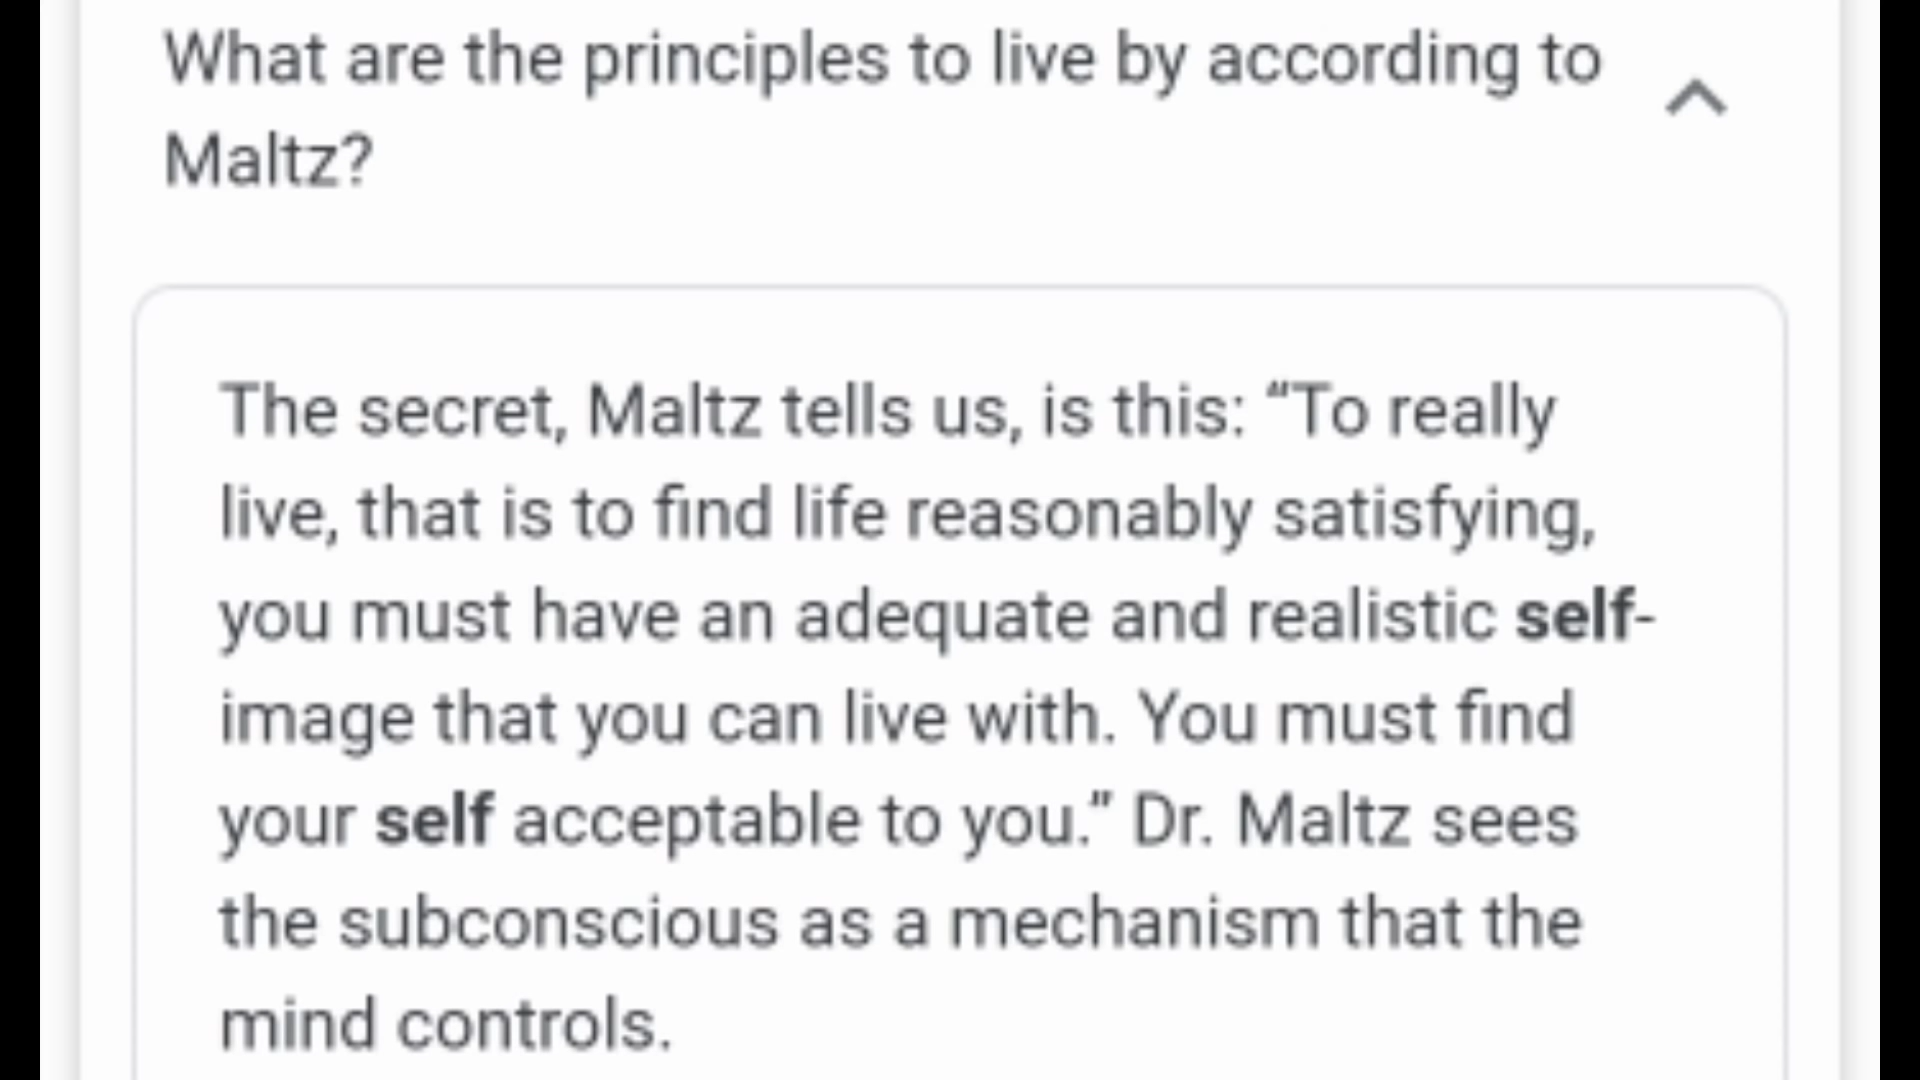 What are the principles to live by according to
Maltz?
The secret, Maltz tells us, is this: “To really
live, that is to find life reasonably satisfying,
you must have an adequate and realistic self-
image that you can live with. You must find
your self acceptable to you.” Dr. Maltz sees
the subconscious as a mechanism that the
mind controls.